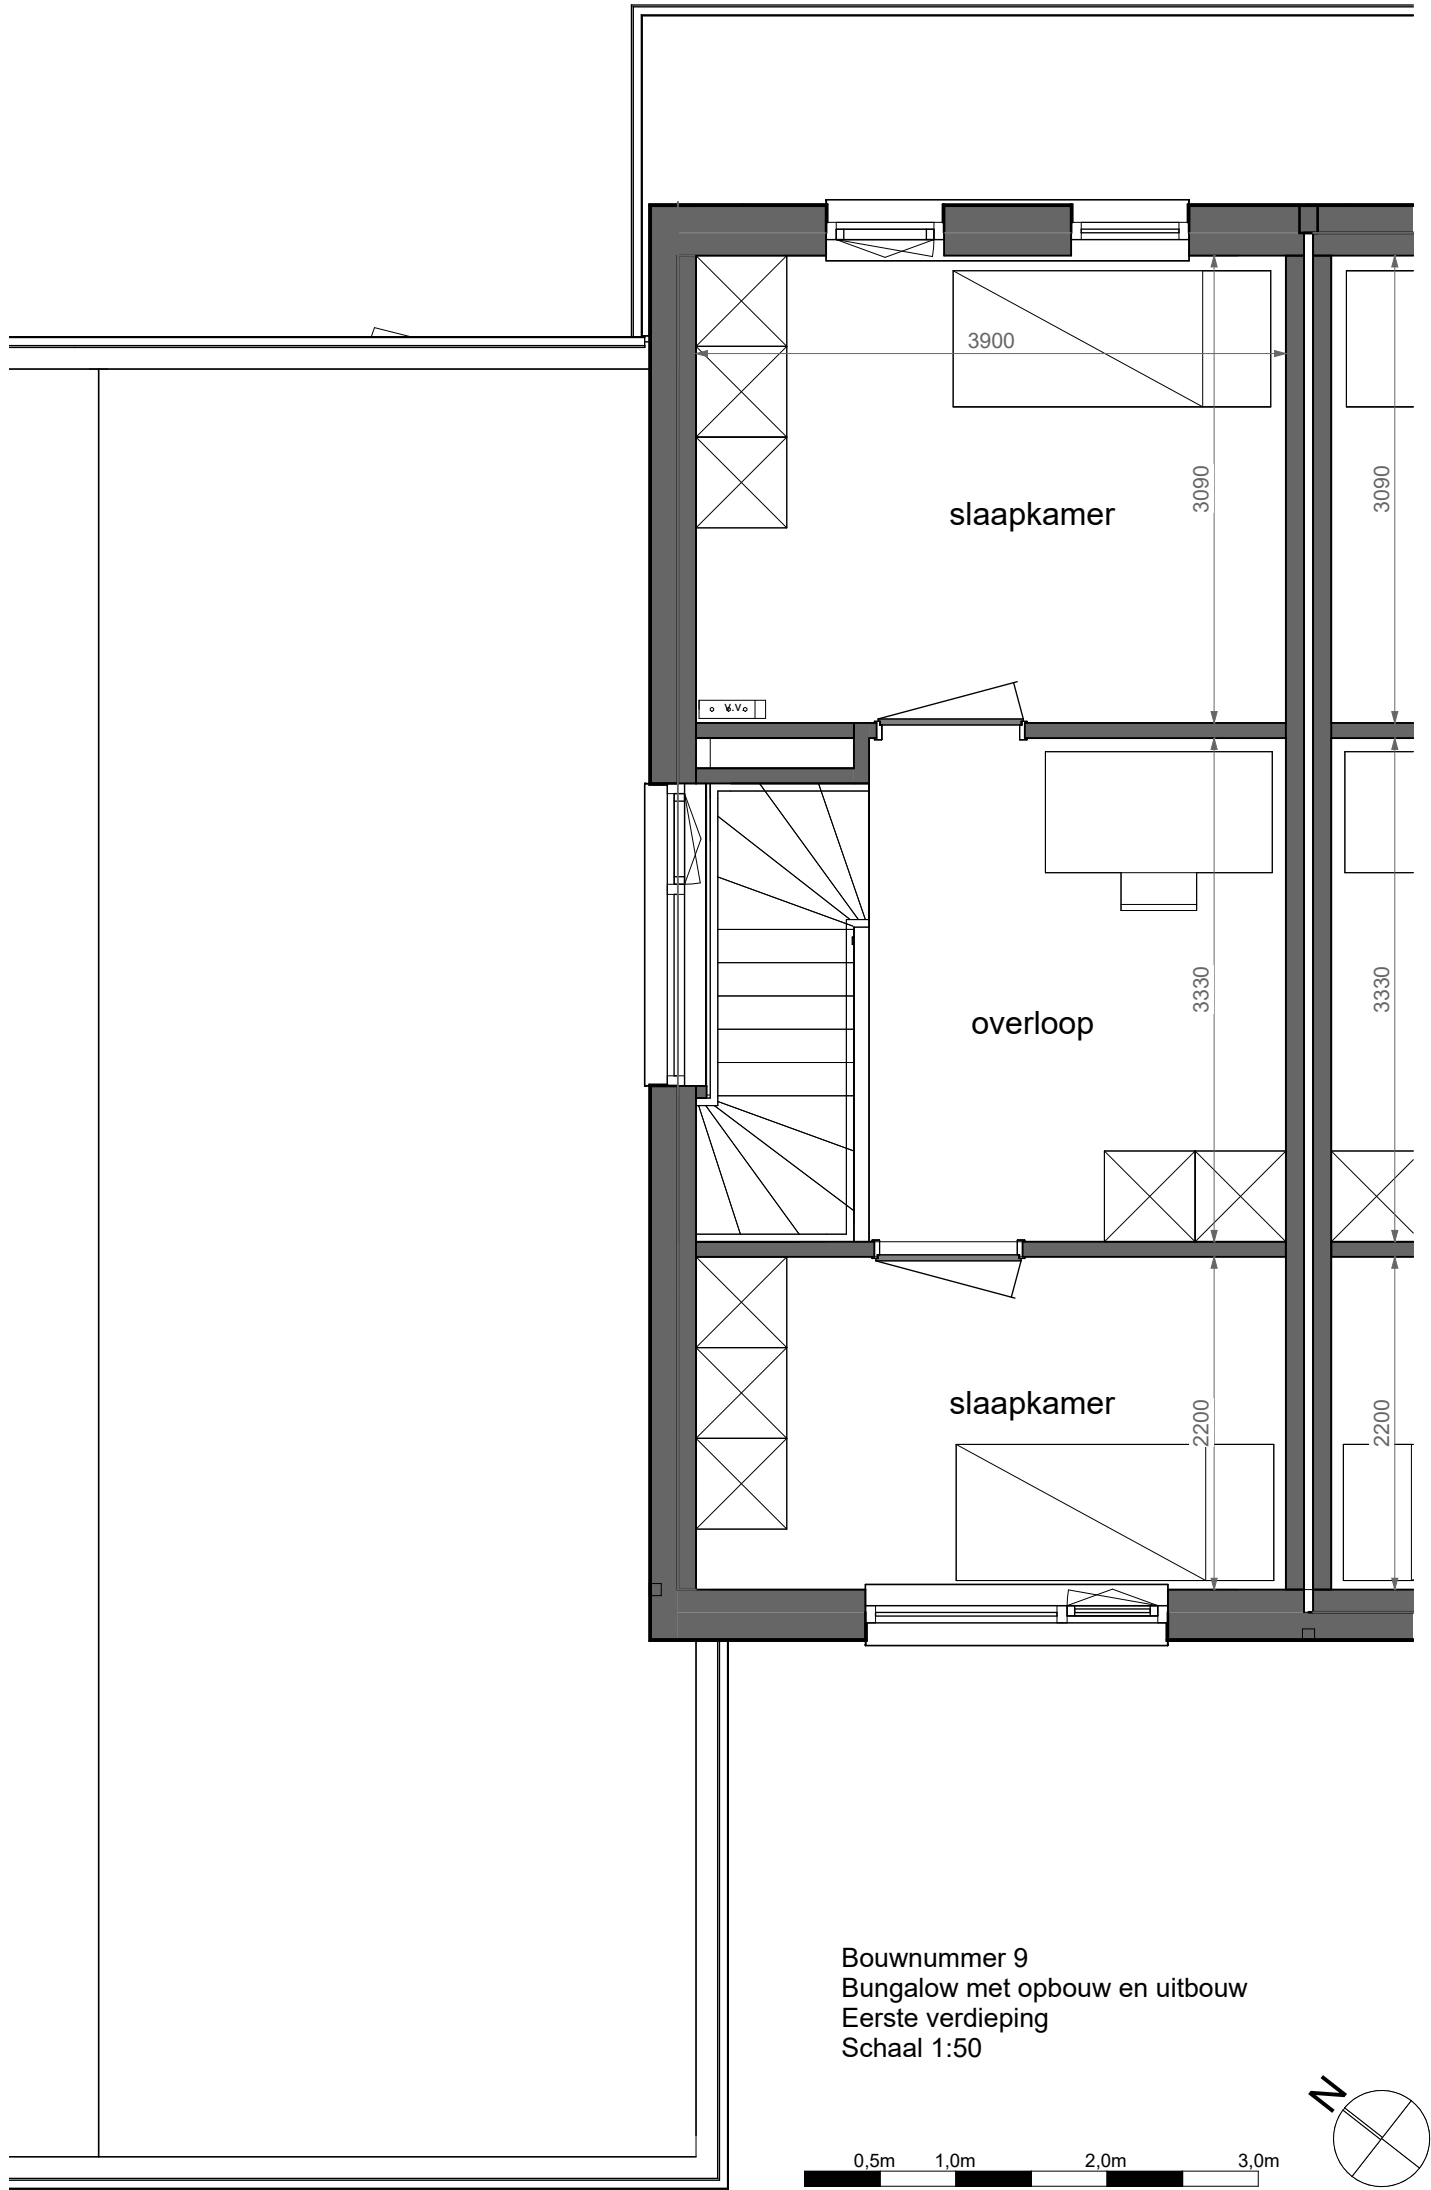 3900
3090
3090
slaapkamer
v.v.
3330
3330
overloop
slaapkamer
2200
2200
Bouwnummer 9
Bungalow met opbouw en uitbouw
Eerste verdieping
Schaal 1:50
N
0,5m 1,0m 2,0m 3,0m